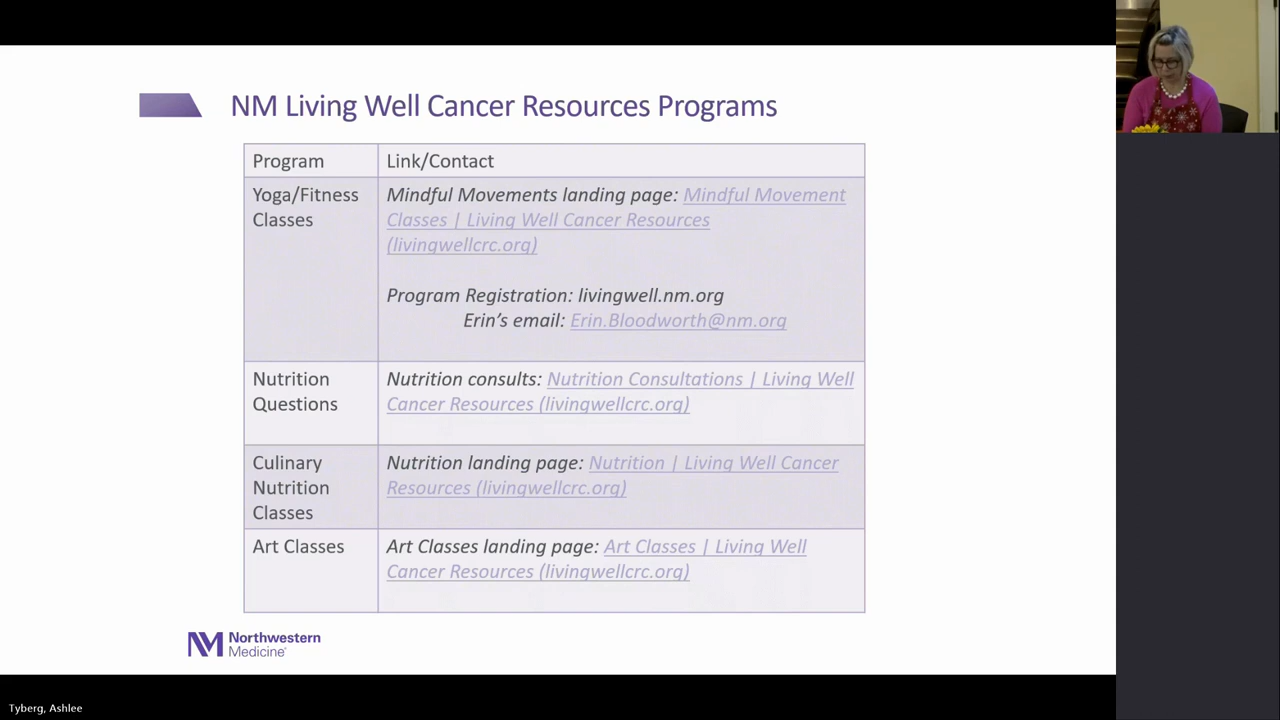 NM Living Well Cancer Resources Programs
Program
Link/Contact
Yoga/Fitness
Classes
Mindful Movements landing page: Mindful Movement
Classes | Living Well Cancer Resources
(livingwellcrc.org)
Program Registration: livingwell.nm.org
Erin's email: Erin.Bloodworth@nm.org
Nutrition
Questions
Nutrition consults: Nutrition Consultations | Living Well
Cancer Resources (livingwellcrc.org)
Culinary
Nutrition
Classes
Nutrition landing page: Nutrition | Living Well Cancer
Resources (livingwellcrc.org)
Art Classes
Art Classes landing page: Art Classes | Living Well
Cancer Resources (livingwellcrc.org)
NM Northwestern
Medicine
Tyberg, Ashlee